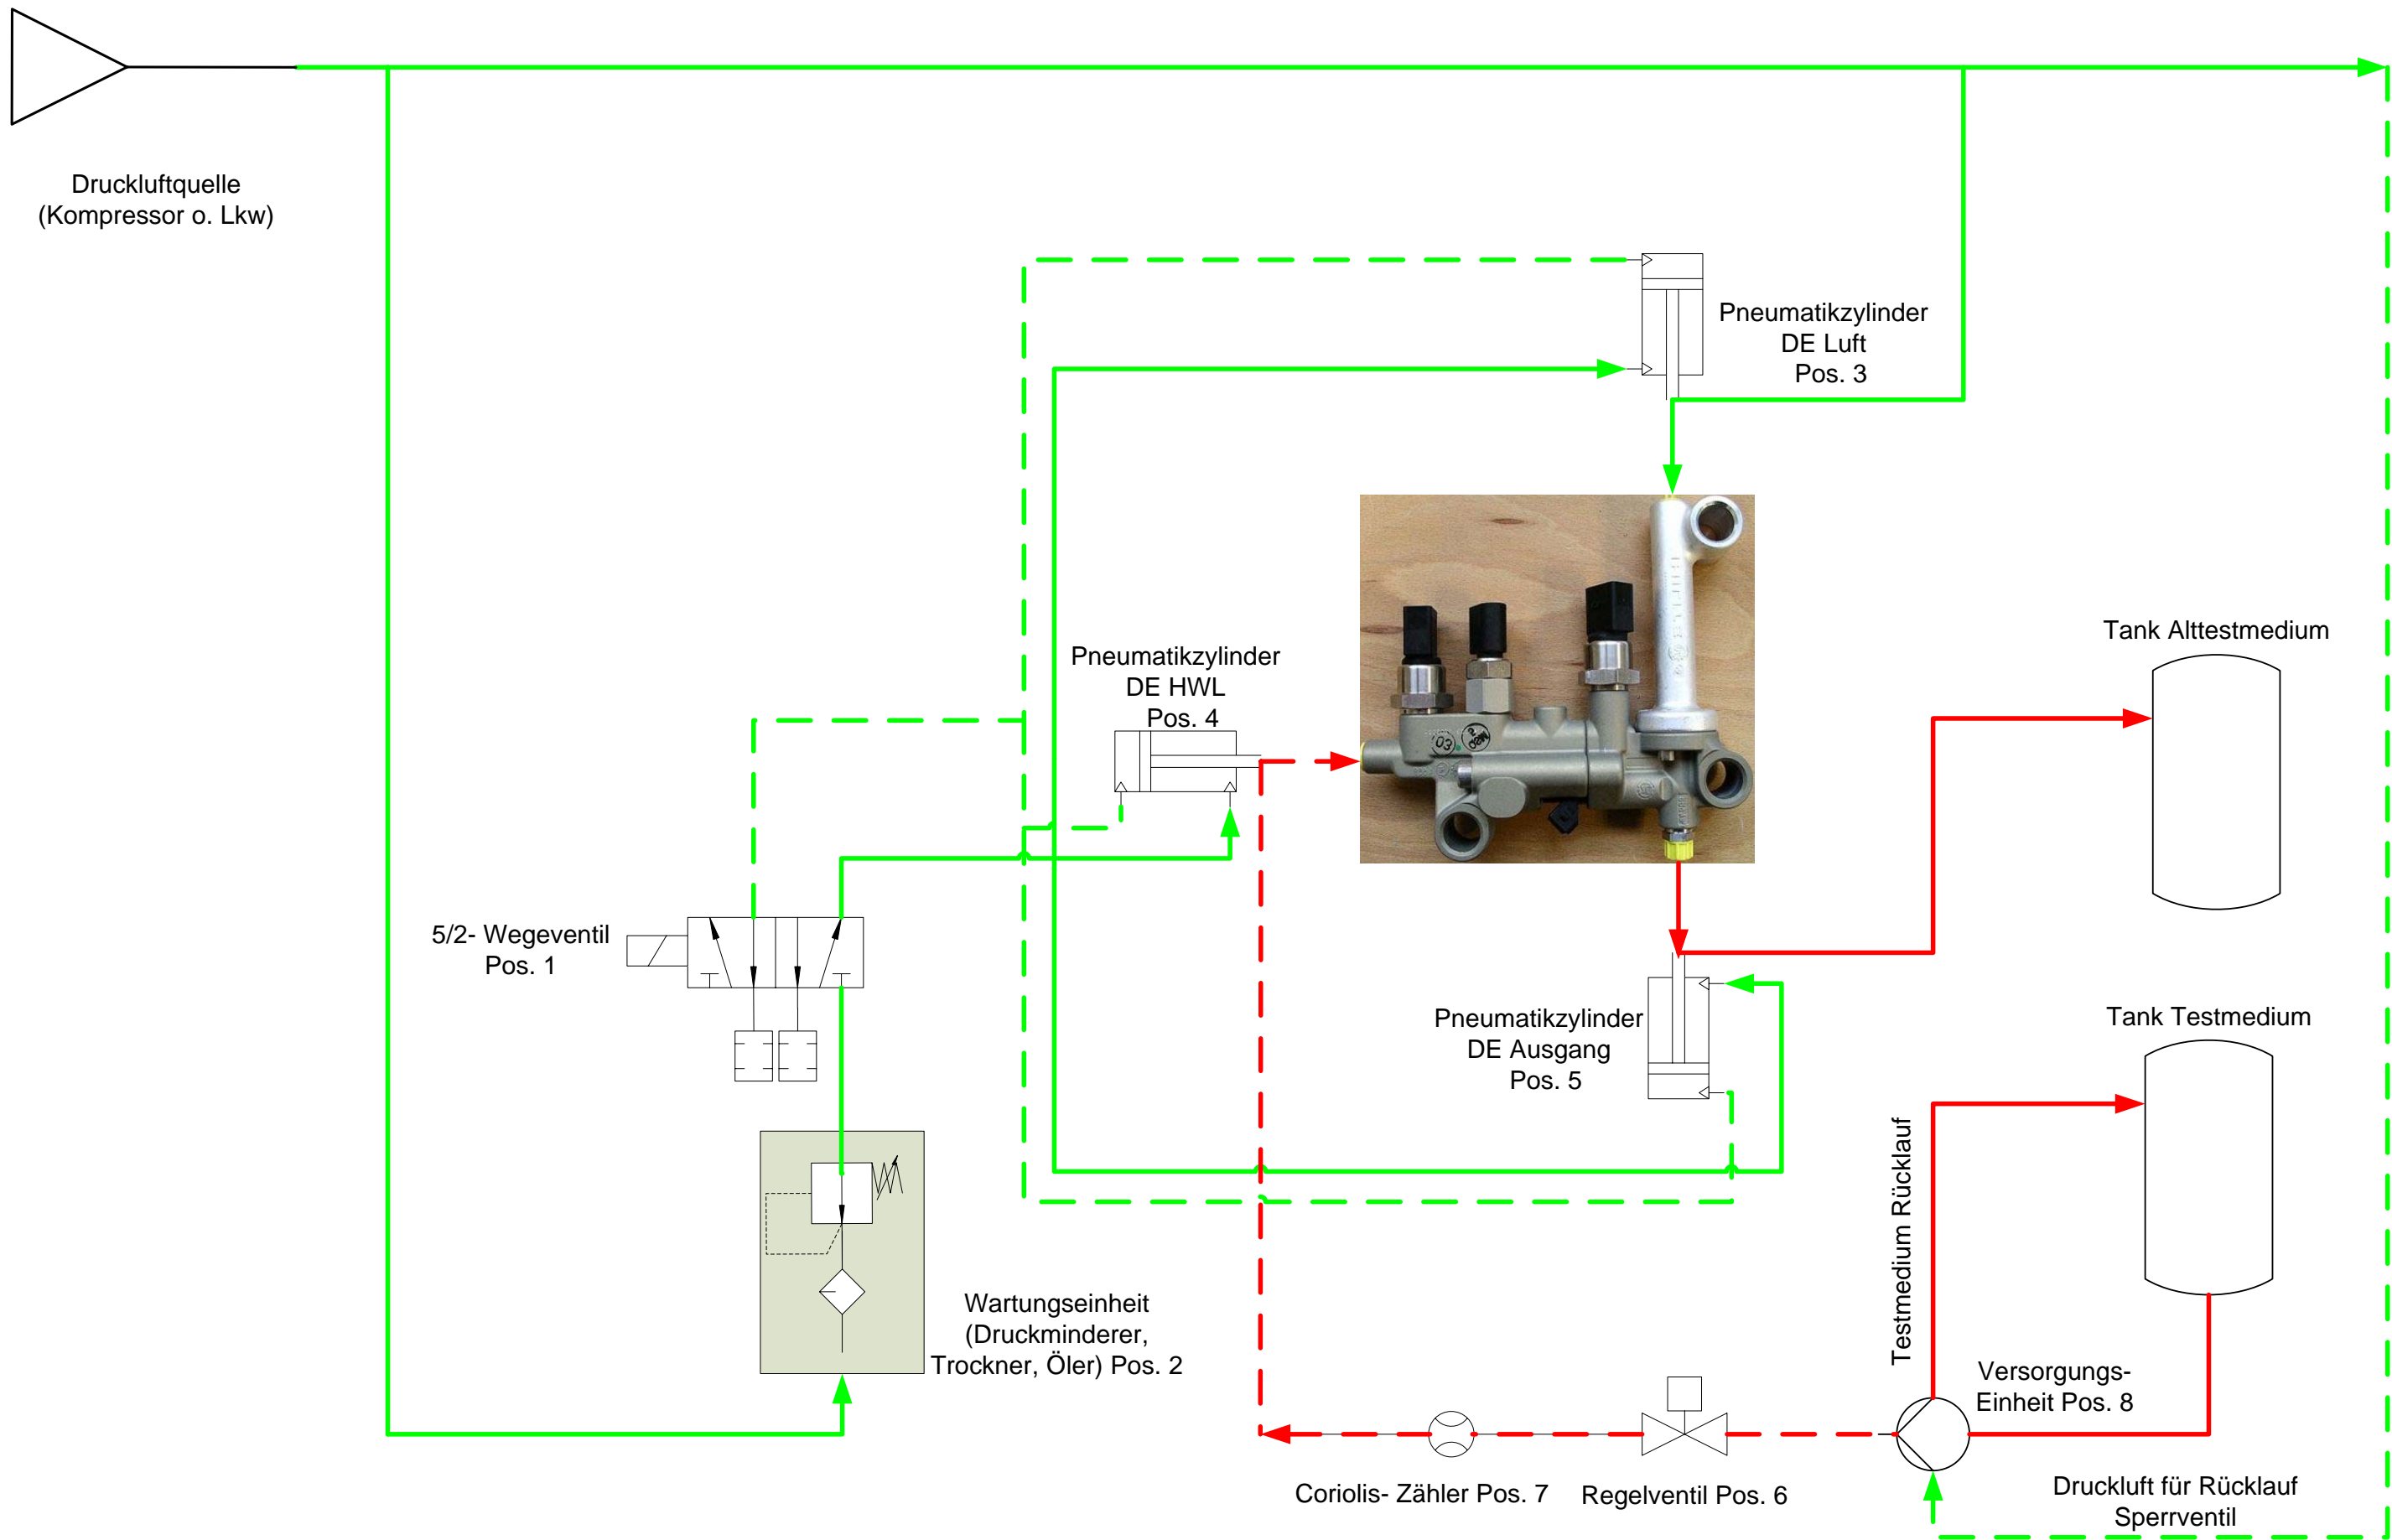 Druckluftquelle
(Kompressor o. Lkw)
Pneumatikzylinder
DE Luft
Pos. 3
Pneumatikzylinder
DE HWL
Pos. 4
Tank Alttestmedium
5/2- Wegeventil
Pos. 1
Pneumatikzylinder
DE Ausgang
Pos. 5
Tank Testmedium
Testmedium Rücklauf
Wartungseinheit
(Druckminderer,
Trockner, Öler) Pos. 2
Versorgungs-
Einheit Pos. 8
Coriolis- Zähler Pos. 7
Regelventil Pos. 6
Druckluft für Rücklauf
Sperrventil